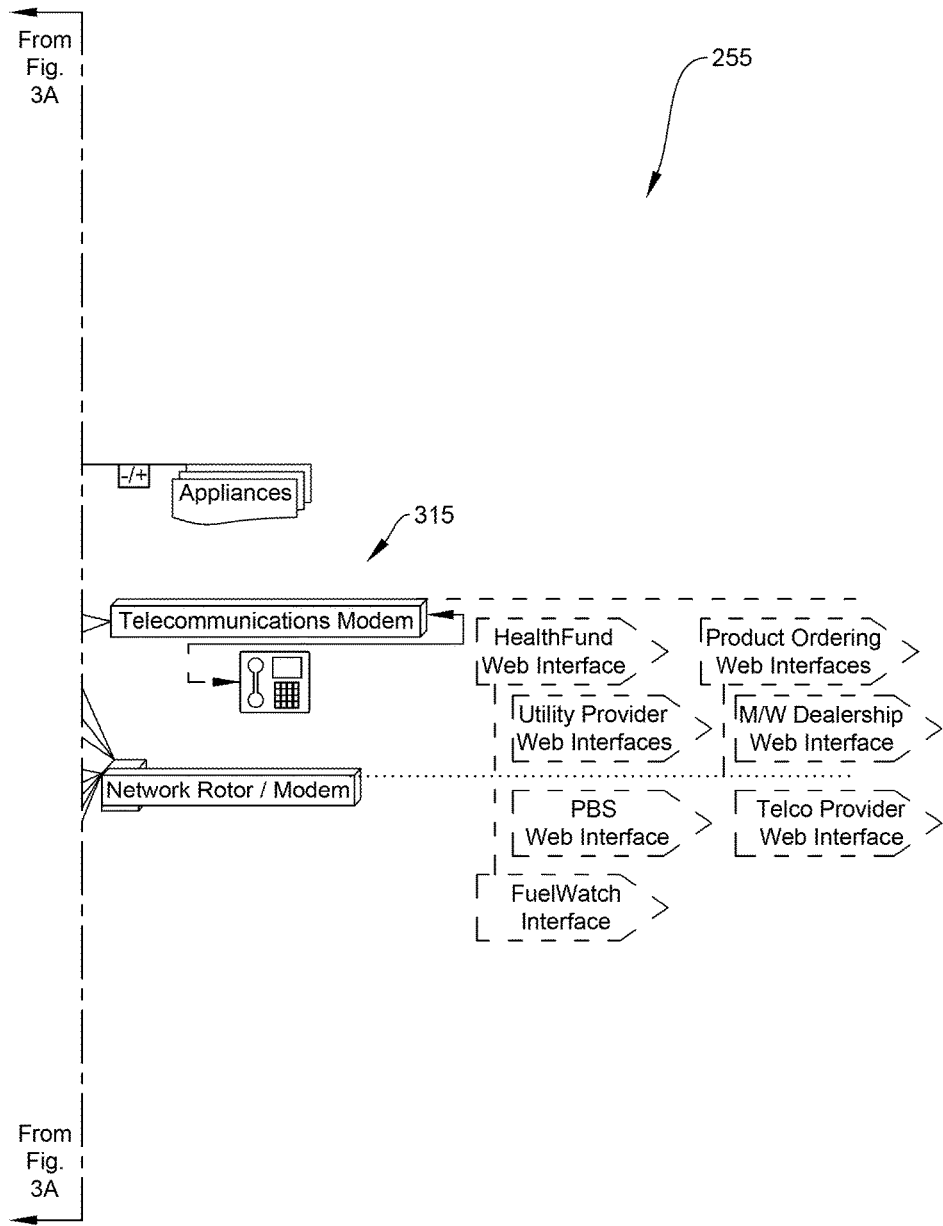 From
Fig.
3A
255
-/+
Appliances
315
Telecommunications Modem
HealthFund
Web Interface
Product Ordering
Web Interfaces
Utility Provider
Web Interfaces
M/W Dealership
Web Interface
Network Rotor / Modem
PBS
Web Interface
Telco Provider
Web Interface
FuelWatch
Interface
From
Fig.
3A